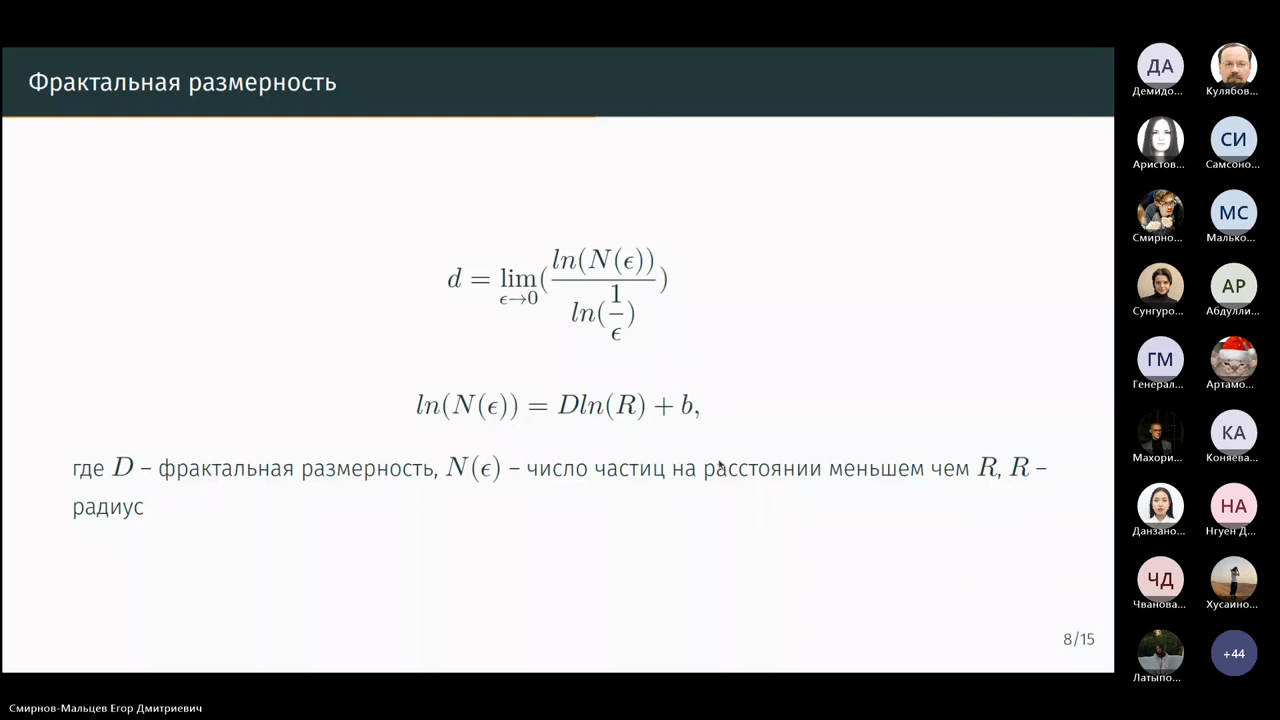 Фрактальная размерность
d = lim_{ϵ→0}(\frac{ln(N(ϵ))}{ln(\frac{1}{ϵ})})
ln(N(ϵ)) = Dln(R) + b,
где D – фрактальная размерность, N(ϵ) – число частиц на расстоянии меньшем чем R, R –
радиус
8/15
ДА
Демидо...
Кулябов...
Аристов...
СИ
Самсоно...
Смирно...
МС
Малько...
Сунгуро...
АР
Абдулли...
ГМ
Генерал...
Артамо...
Махори...
КА
Коняева...
Данзано...
НА
Нгуен Д...
ЧД
Чванова...
Хусаино...
Латыпо...
+44
Смирнов-Мальцев Егор Дмитриевич